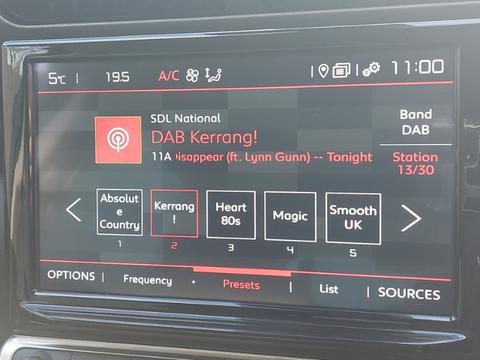 5°C | 19.5 A/C 11:00
SDL National
DAB Kerrang!
11A isappear (ft. Lynn Gunn) -- Tonight
Band
DAB
Station
13/30
Absolut
e
Country
1
Kerrang
!
2
Heart
80s
3
Magic
4
Smooth
UK
5
OPTIONS | Frequency Presets | List | SOURCES